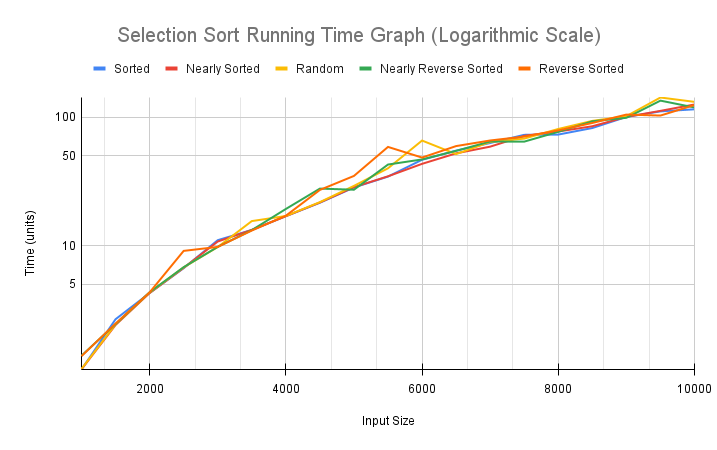 Selection Sort Running Time Graph (Logarithmic Scale)
Sorted Nearly Sorted Random Nearly Reverse Sorted Reverse Sorted
100
50
10
5
Time (units)
2000 4000 6000 8000 10000
Input Size